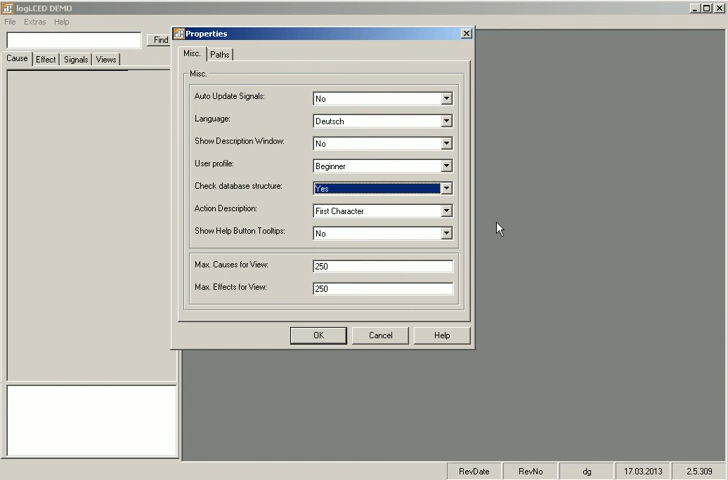 logi.CED DEMO
File Extras Help
Find
Cause Effect Signals Views
Properties
Misc. Paths
Misc.
Auto Update Signals: No
Language: Deutsch
Show Description Window: No
User profile: Beginner
Check database structure: Yes
Action Description: First Character
Show Help Button Tooltips: No
Max. Causes for View: 250
Max. Effects for View: 250
OK Cancel Help
RevDate RevNo dg 17.03.2013 2.5.309